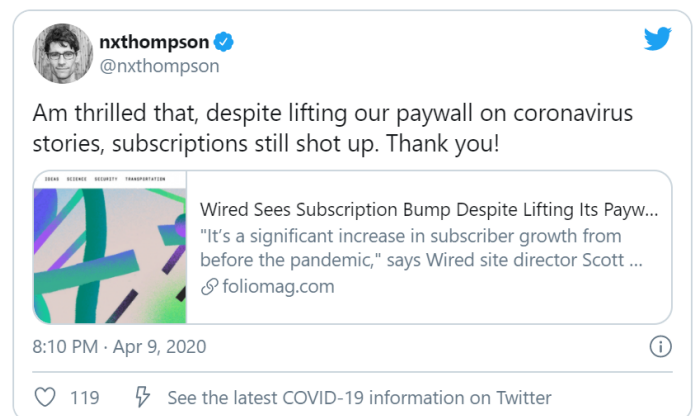 nxthompson
@nxthompson
Am thrilled that, despite lifting our paywall on coronavirus
stories, subscriptions still shot up. Thank you!
IDEAS SCIENCE SECURITY TRANSPORTATION
Wired Sees Subscription Bump Despite Lifting Its Payw...
"It’s a significant increase in subscriber growth from
before the pandemic," says Wired site director Scott ...
foliomag.com
8:10 PM · Apr 9, 2020
119 See the latest COVID-19 information on Twitter